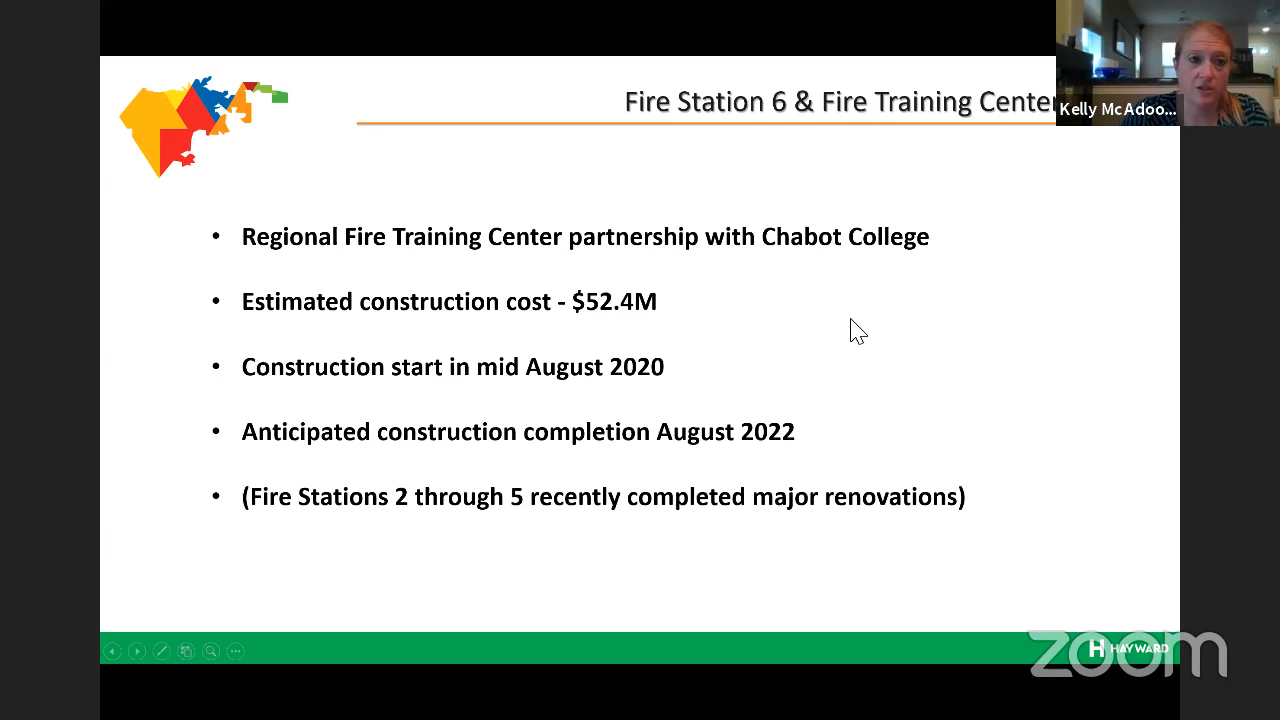 Fire Station 6 & Fire Training Center
Kelly McAdoo...
• Regional Fire Training Center partnership with Chabot College
• Estimated construction cost - $52.4M
• Construction start in mid August 2020
• Anticipated construction completion August 2022
• (Fire Stations 2 through 5 recently completed major renovations)
H HAYWARD
zoom